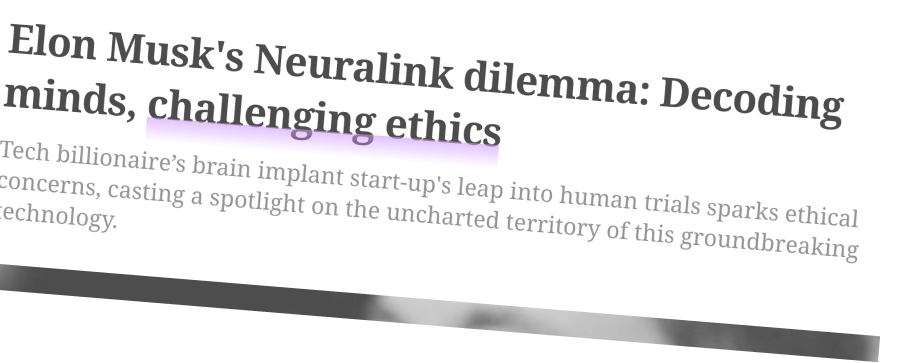 Elon Musk's Neuralink dilemma: Decoding
minds, challenging ethics
Tech billionaire’s brain implant start-up's leap into human trials sparks ethical
concerns, casting a spotlight on the uncharted territory of this groundbreaking
technology.